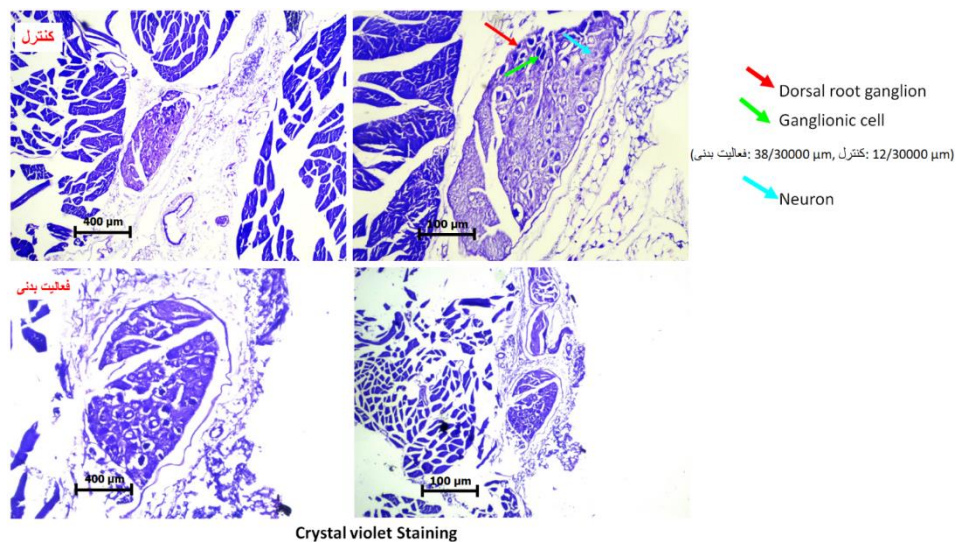 کنترل
400 µm
100 µm
Dorsal root ganglion
Ganglionic cell
(فعالیت بدنی: 38/30000 µm, کنترل: 12/30000 µm)
Neuron
فعالیت بدنی
400 µm
100 µm
Crystal violet Staining